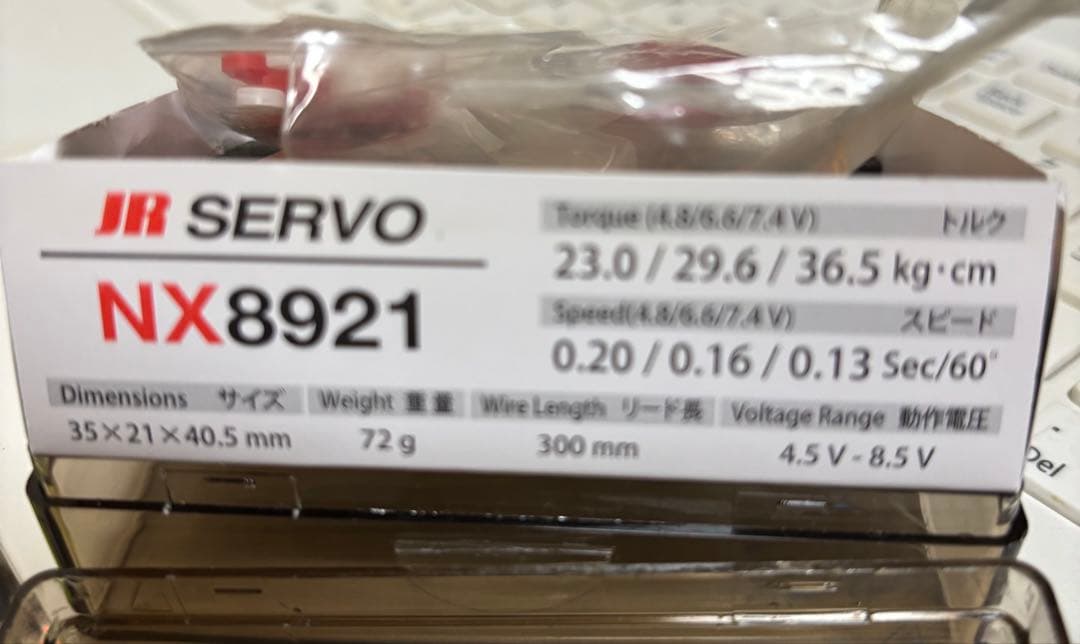 JR SERVO
NX8921
Torque (4.8/6.6/7.4 V) トルク
23.0 / 29.6 / 36.5 kg·cm
Speed(4.8/6.6/7.4 V) スピード
0.20 / 0.16 / 0.13 Sec/60°
Dimensions サイズ Weight 重量 Wire Length リード長 Voltage Range 動作電圧
35×21×40.5 mm 72 g 300 mm 4.5 V - 8.5 V
Del